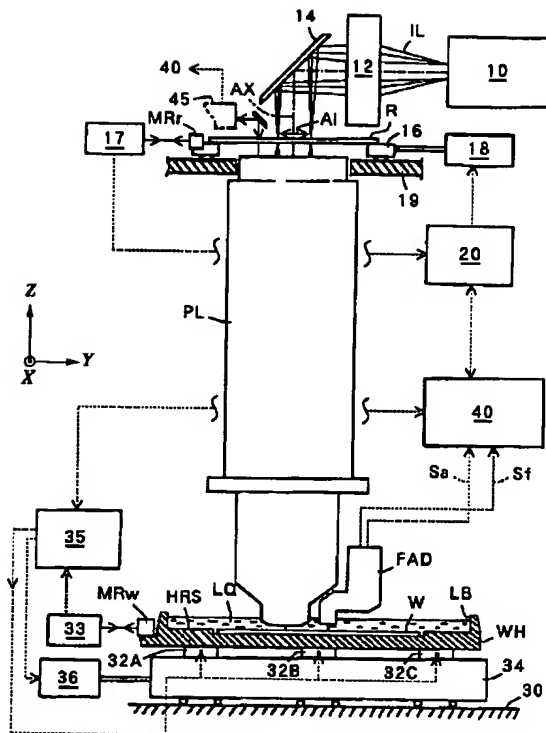 14
IL
12
10
40
45
AX
AI
MRr
R
16
17
18
19
20
Z
X
Y
PL
40
Sa
Sf
35
FAD
LQ
HRS
MRw
W
LB
33
WH
32A
32B
32C
36
34
30